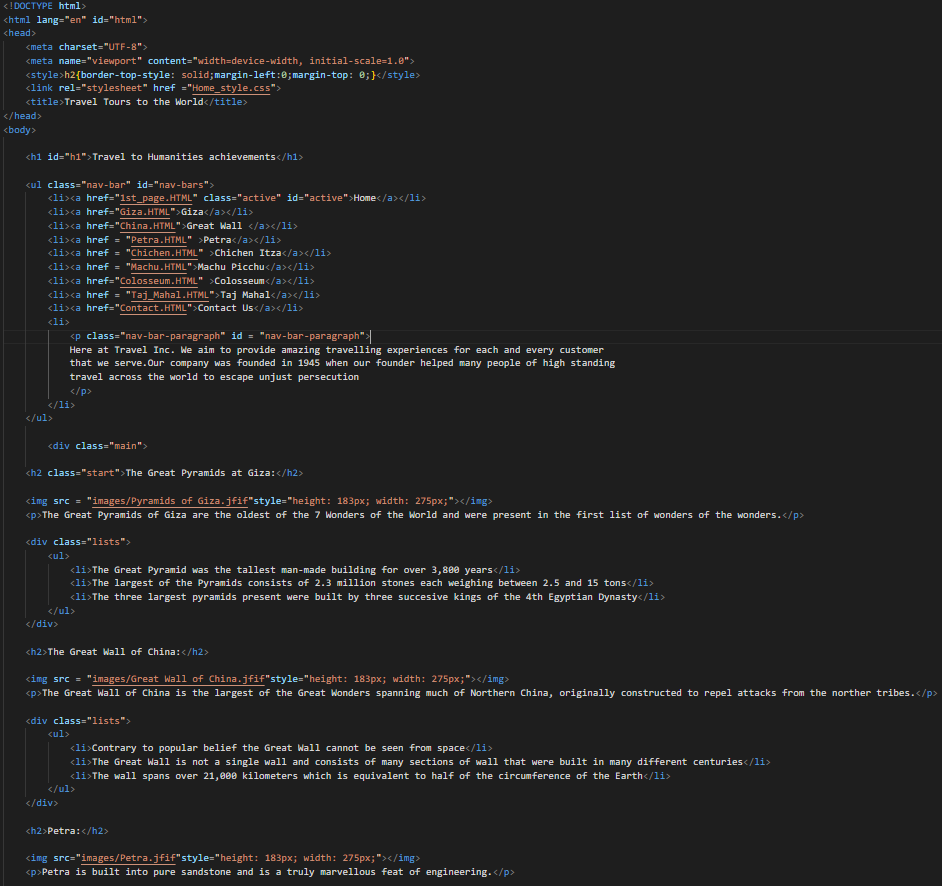 <!DOCTYPE html>
<html lang="en" id="html">
<head>
<meta charset="UTF-8">
<meta name="viewport" content="width=device-width, initial-scale=1.0">
<style>h2{border-top-style: solid;margin-left:0;margin-top: 0;}</style>
<link rel="stylesheet" href ="Home_style.css">
<title>Travel Tours to the World</title>
</head>
<body>
<h1 id="h1">Travel to Humanities achievements</h1>
<ul class="nav-bar" id="nav-bars">
<li><a href="1st_page.HTML" class="active" id="active">Home</a></li>
<li><a href="Giza.HTML">Giza</a></li>
<li><a href="China.HTML">Great Wall </a></li>
<li><a href = "Petra.HTML" >Petra</a></li>
<li><a href = "Chichen.HTML" >Chichen Itza</a></li>
<li><a href = "Machu.HTML">Machu Picchu</a></li>
<li><a href="Colosseum.HTML" >Colosseum</a></li>
<li><a href = "Taj_Mahal.HTML">Taj Mahal</a></li>
<li><a href="Contact.HTML">Contact Us</a></li>
<li>
<p class="nav-bar-paragraph" id = "nav-bar-paragraph">
Here at Travel Inc. We aim to provide amazing travelling experiences for each and every customer
that we serve.Our company was founded in 1945 when our founder helped many people of high standing
travel across the world to escape unjust persecution
</p>
</li>
</ul>
<div class="main">
<h2 class="start">The Great Pyramids at Giza:</h2>
<img src = "images/Pyramids of Giza.jfif"style="height: 183px; width: 275px;"></img>
<p>The Great Pyramids of Giza are the oldest of the 7 Wonders of the World and were present in the first list of wonders of the wonders.</p>
<div class="lists">
<ul>
<li>The Great Pyramid was the tallest man-made building for over 3,800 years</li>
<li>The largest of the Pyramids consists of 2.3 million stones each weighing between 2.5 and 15 tons</li>
<li>The three largest pyramids present were built by three succesive kings of the 4th Egyptian Dynasty</li>
</ul>
</div>
<h2>The Great Wall of China:</h2>
<img src = "images/Great Wall of China.jfif"style="height: 183px; width: 275px;"></img>
<p>The Great Wall of China is the largest of the Great Wonders spanning much of Northern China, originally constructed to repel attacks from the norther tribes.</p>
<div class="lists">
<ul>
<li>Contrary to popular belief the Great Wall cannot be seen from space</li>
<li>The Great Wall is not a single wall and consists of many sections of wall that were built in many different centuries</li>
<li>The wall spans over 21,000 kilometers which is equivalent to half of the circumference of the Earth</li>
</ul>
</div>
<h2>Petra:</h2>
<img src="images/Petra.jfif"style="height: 183px; width: 275px;"></img>
<p>Petra is built into pure sandstone and is a truly marvellous feat of engineering.</p>